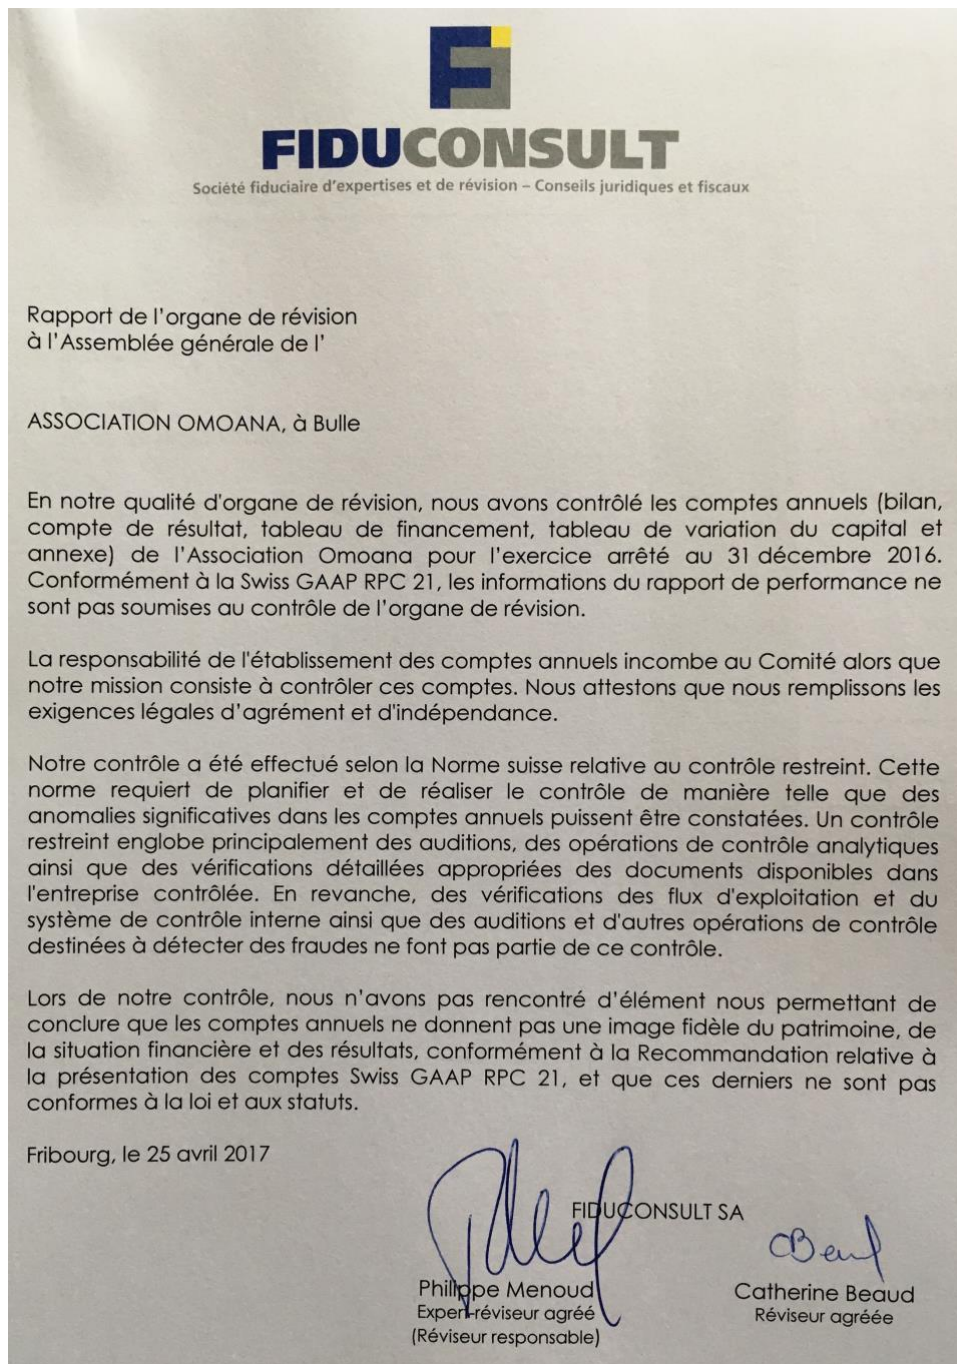 FIDUCONSULT
Société fiduciaire d'expertises et de révision – Conseils juridiques et fiscaux
Rapport de l'organe de révision
à l'Assemblée générale de l'
ASSOCIATION OMOANA, à Bulle
En notre qualité d'organe de révision, nous avons contrôlé les comptes annuels (bilan,
compte de résultat, tableau de financement, tableau de variation du capital et
annexe) de l'Association Omoana pour l'exercice arrêté au 31 décembre 2016.
Conformément à la Swiss GAAP RPC 21, les informations du rapport de performance ne
sont pas soumises au contrôle de l'organe de révision.
La responsabilité de l'établissement des comptes annuels incombe au Comité alors que
notre mission consiste à contrôler ces comptes. Nous attestons que nous remplissons les
exigences légales d'agrément et d'indépendance.
Notre contrôle a été effectué selon la Norme suisse relative au contrôle restreint. Cette
norme requiert de planifier et de réaliser le contrôle de manière telle que des
anomalies significatives dans les comptes annuels puissent être constatées. Un contrôle
restreint englobe principalement des auditions, des opérations de contrôle analytiques
ainsi que des vérifications détaillées appropriées des documents disponibles dans
l'entreprise contrôlée. En revanche, des vérifications des flux d'exploitation et du
système de contrôle interne ainsi que des auditions et d'autres opérations de contrôle
destinées à détecter des fraudes ne font pas partie de ce contrôle.
Lors de notre contrôle, nous n'avons pas rencontré d'élément nous permettant de
conclure que les comptes annuels ne donnent pas une image fidèle du patrimoine, de
la situation financière et des résultats, conformément à la Recommandation relative à
la présentation des comptes Swiss GAAP RPC 21, et que ces derniers ne sont pas
conformes à la loi et aux statuts.
Fribourg, le 25 avril 2017
FIDUCONSULT SA
CBeaud
Philippe Menoud
Catherine Beaud
Expert-réviseur agréé
Réviseur agréée
(Réviseur responsable)